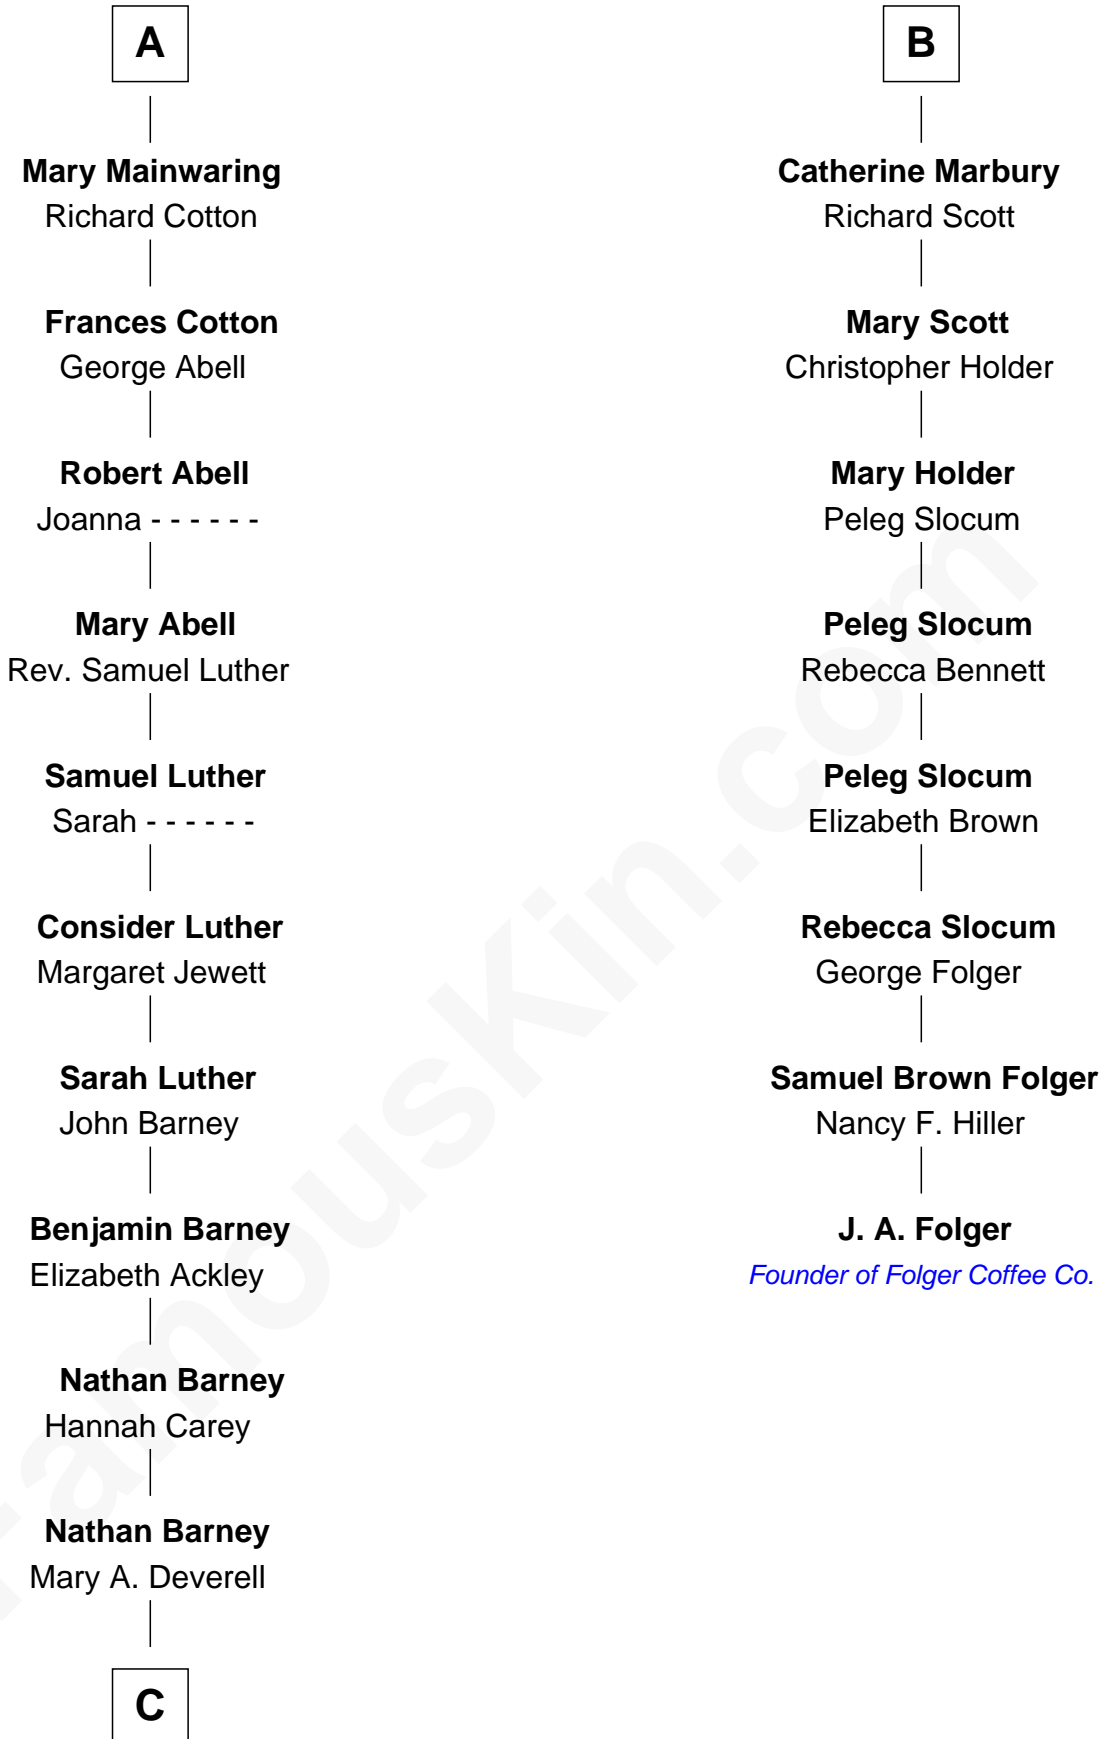 A
Mary Mainwaring
Richard Cotton
Frances Cotton
George Abell
Robert Abell
Joanna - - - - - -
Mary Abell
Rev. Samuel Luther
Samuel Luther
Sarah - - - - - -
Consider Luther
Margaret Jewett
Sarah Luther
John Barney
Benjamin Barney
Elizabeth Ackley
Nathan Barney
Hannah Carey
Nathan Barney
Mary A. Deverell
C
B
Catherine Marbury
Richard Scott
Mary Scott
Christopher Holder
Mary Holder
Peleg Slocum
Peleg Slocum
Rebecca Bennett
Peleg Slocum
Elizabeth Brown
Rebecca Slocum
George Folger
Samuel Brown Folger
Nancy F. Hiller
J. A. Folger
Founder of Folger Coffee Co.
FamousKin.com